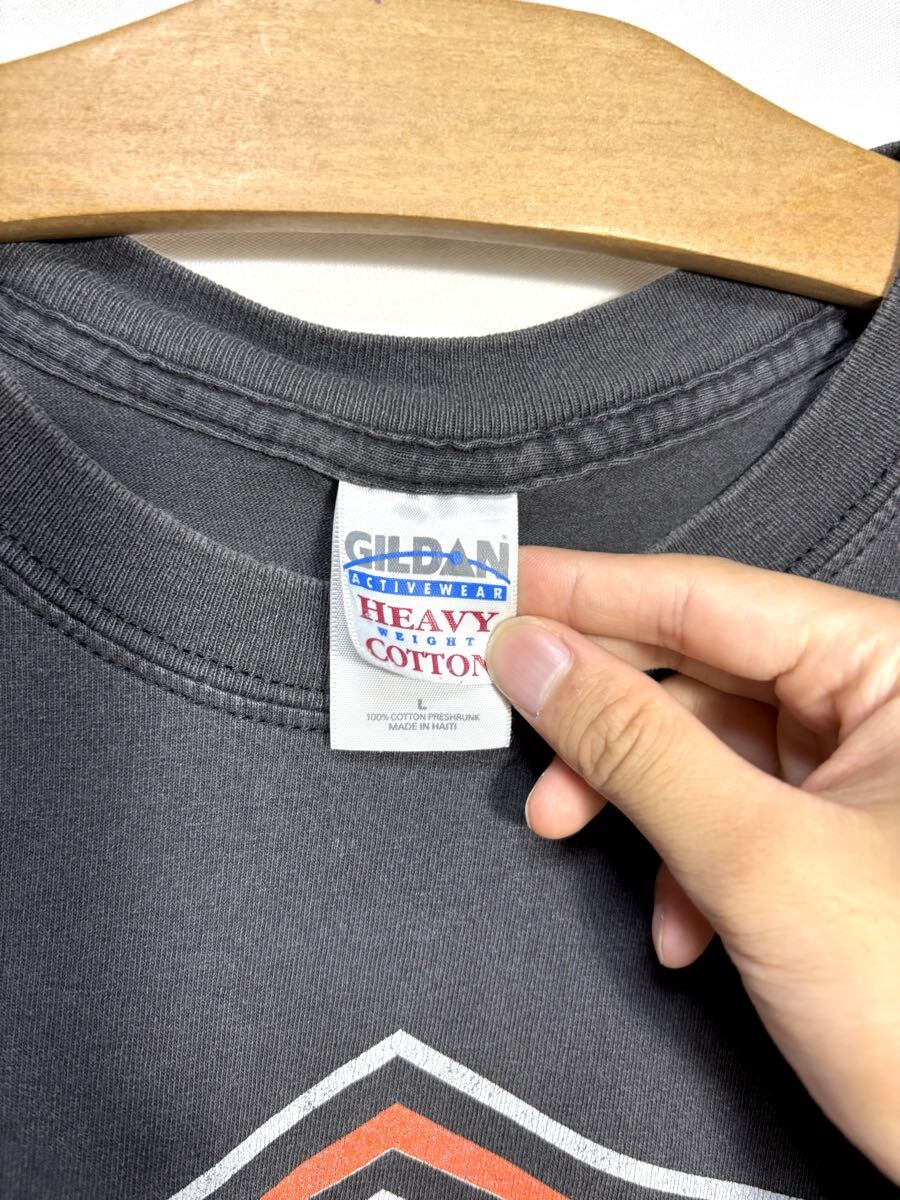 GILDAN®
ACTIVEWEAR
HEAVY
WEIGHT
COTTON
L
100% COTTON PRESHRUNK
MADE IN HAITI